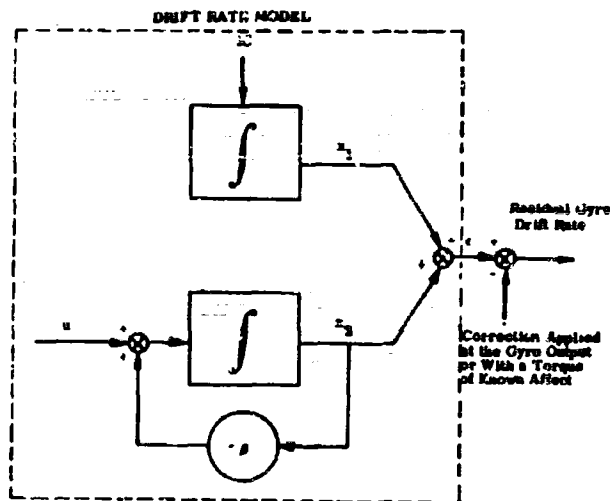 DRIFT RATE MODEL
∫
x₁
Residual Gyro
Drift Rate
+
-
ε
+
-
+
u
+
+
∫
x₂
- β
Correction Applied
at the Gyro Output
or With a Torque
of Known Affect